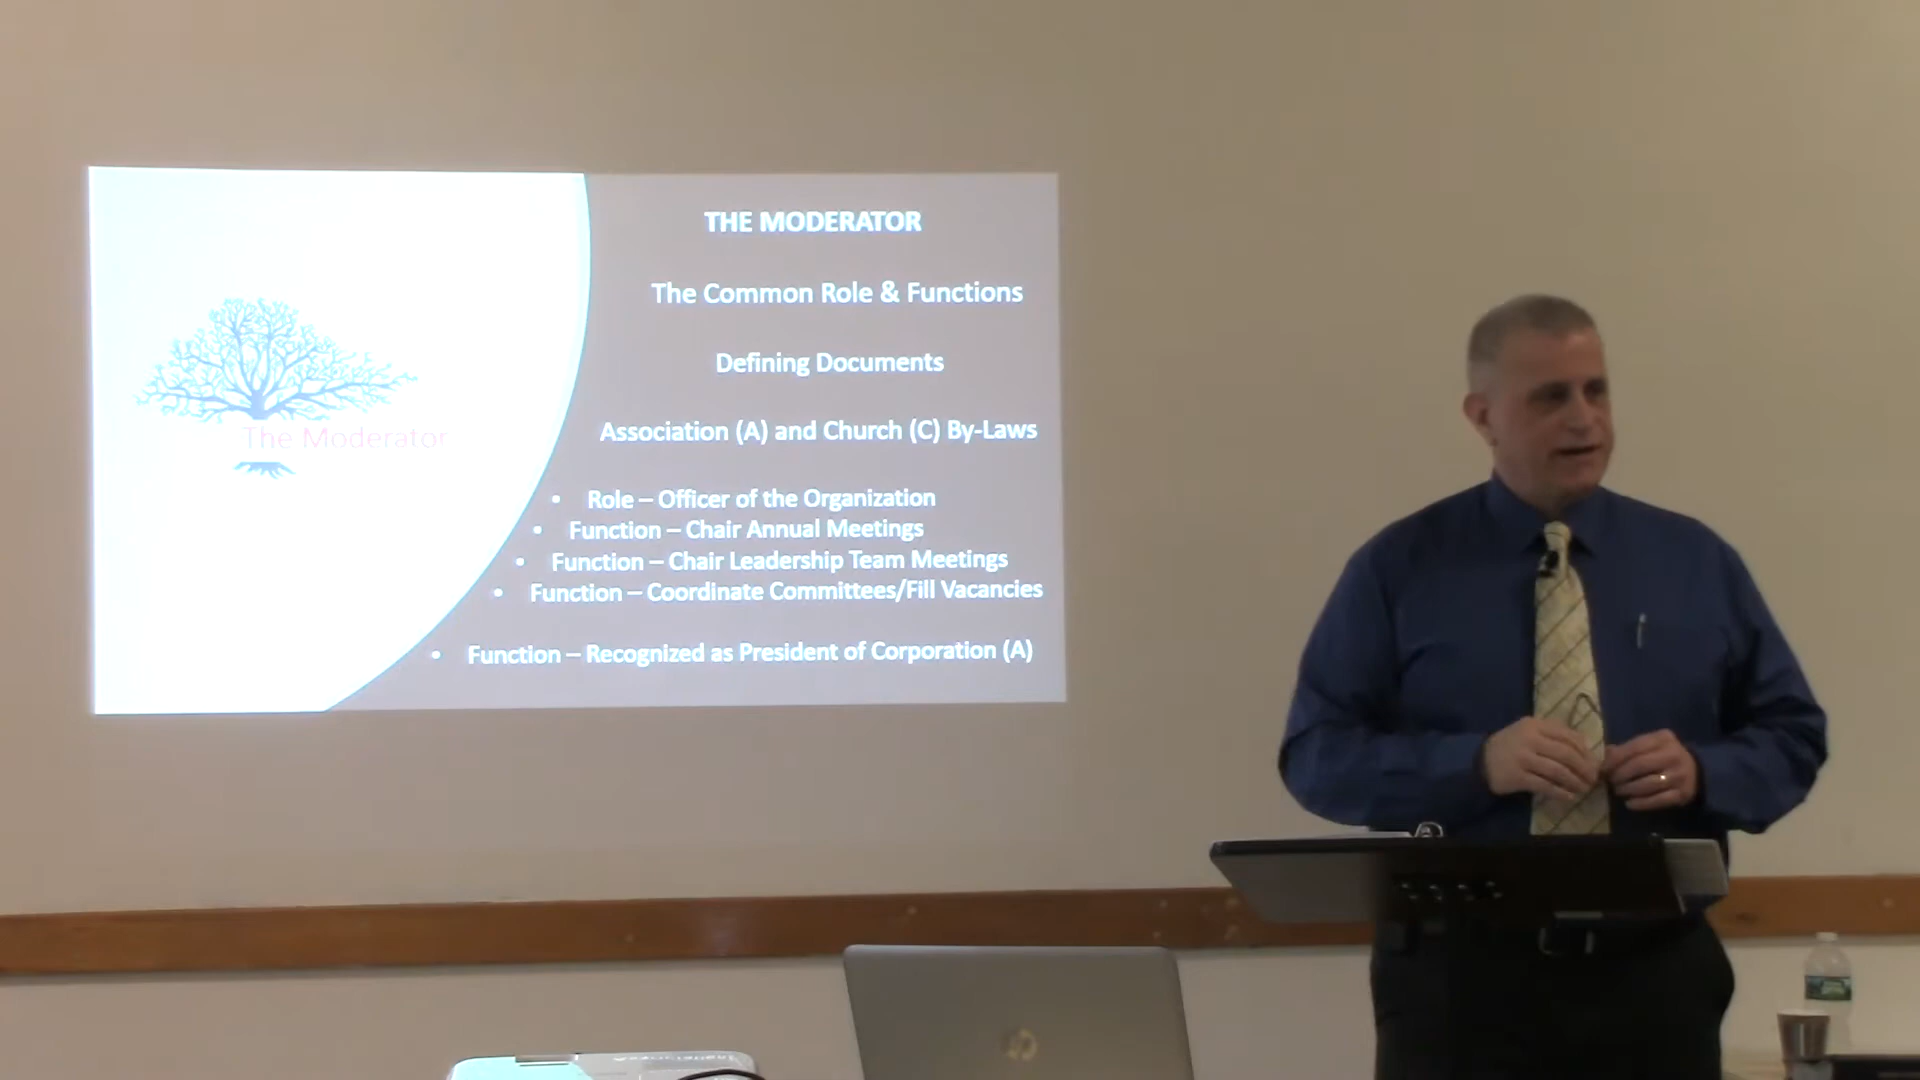 The Moderator
THE MODERATOR
The Common Role & Functions
Defining Documents
Association (A) and Church (C) By-Laws
• Role – Officer of the Organization
• Function – Chair Annual Meetings
• Function – Chair Leadership Team Meetings
• Function – Coordinate Committees/Fill Vacancies
• Function – Recognized as President of Corporation (A)
hp